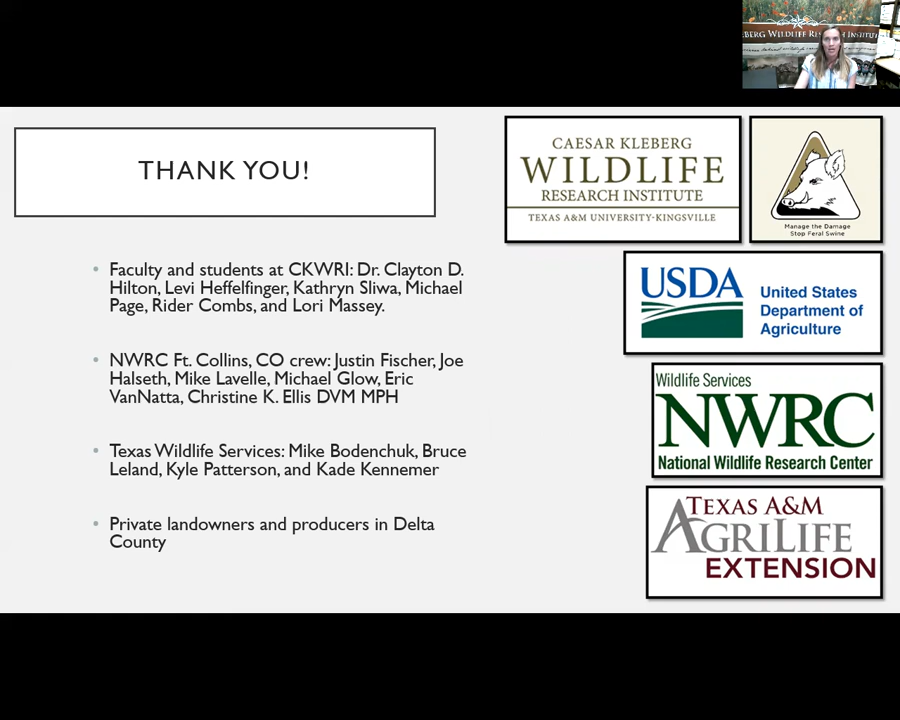 EBERG WILDLIFE RESEARCH INSTITUT
THANK YOU!
• Faculty and students at CKWRI: Dr. Clayton D.
Hilton, Levi Heffelfinger, Kathryn Sliwa, Michael
Page, Rider Combs, and Lori Massey.
• NWRC Ft. Collins, CO crew: Justin Fischer, Joe
Halseth, Mike Lavelle, Michael Glow, Eric
VanNatta, Christine K. Ellis DVM MPH
• Texas Wildlife Services: Mike Bodenchuk, Bruce
Leland, Kyle Patterson, and Kade Kennemer
• Private landowners and producers in Delta
County
CAESAR KLEBERG
WILDLIFE
RESEARCH INSTITUTE
TEXAS A&M UNIVERSITY-KINGSVILLE
Manage the Damage
Stop Feral Swine
USDA
United States
Department of
Agriculture
Wildlife Services
NWRC
National Wildlife Research Center
TEXAS A&M
AGRILIFE
EXTENSION